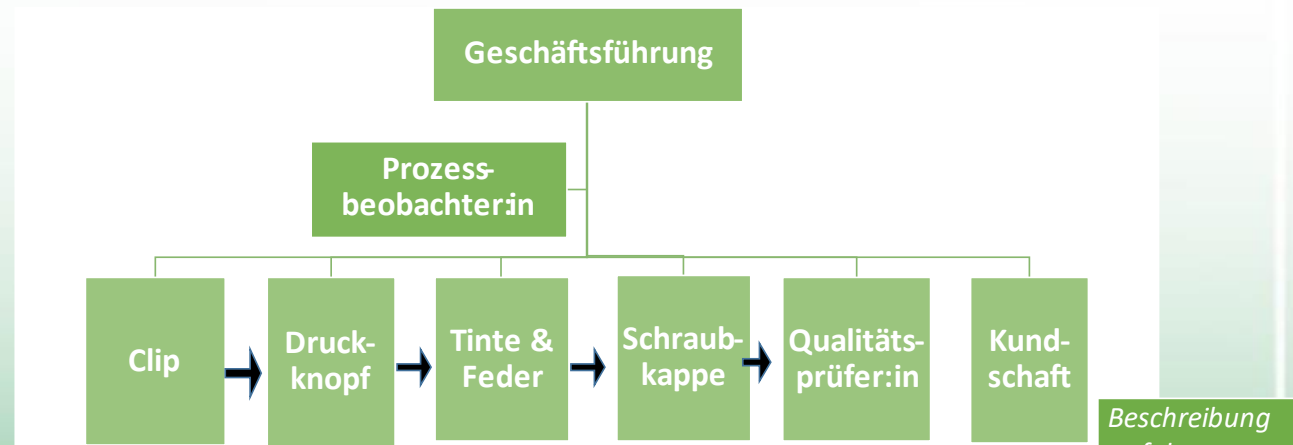 Geschäftsführung
Prozess-
beobachter:in
Clip
Druck-
knopf
Tinte &
Feder
Schraub-
kappe
Qualitäts-
prüfer:in
Kund-
schaft
Beschreibung